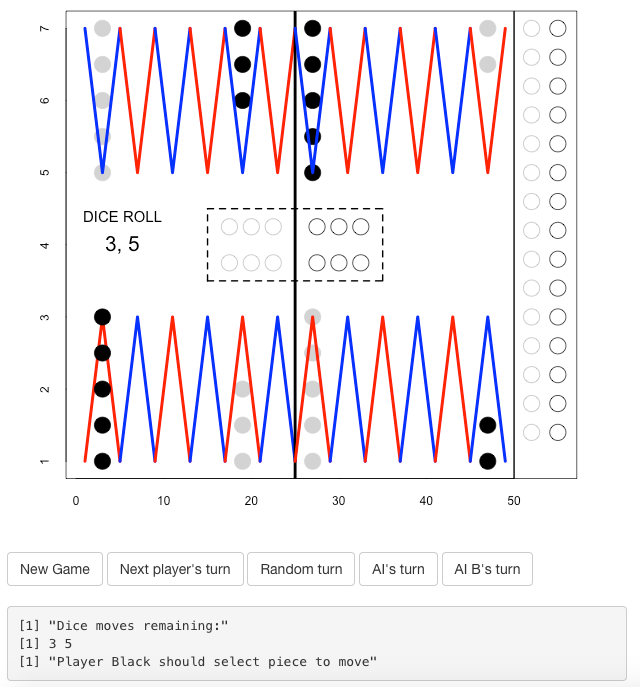 7
6
5
DICE ROLL
4
3, 5
3
2
1
0 10 20 30 40 50
New Game Next player's turn Random turn AI's turn AI B's turn
[1] "Dice moves remaining:"
[1] 3 5
[1] "Player Black should select piece to move"